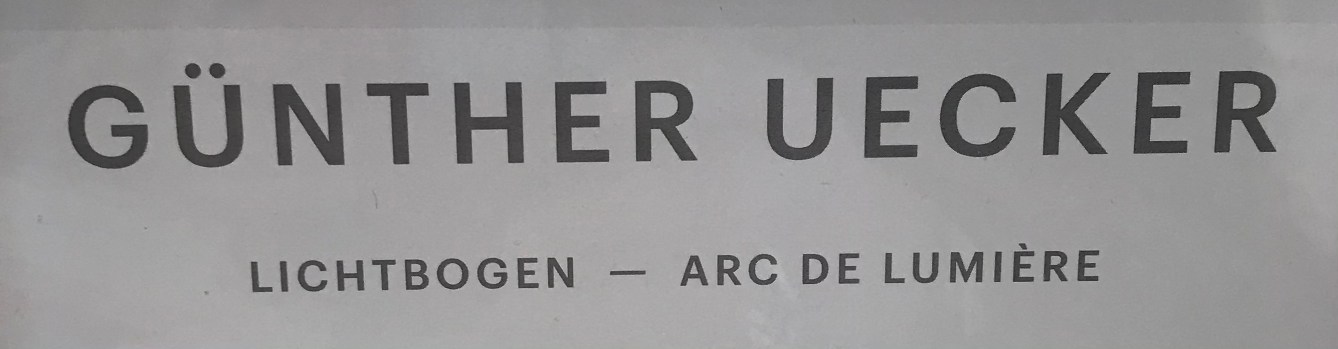 GÜNTHER UECKER
LICHTBOGEN — ARC DE LUMIÈRE